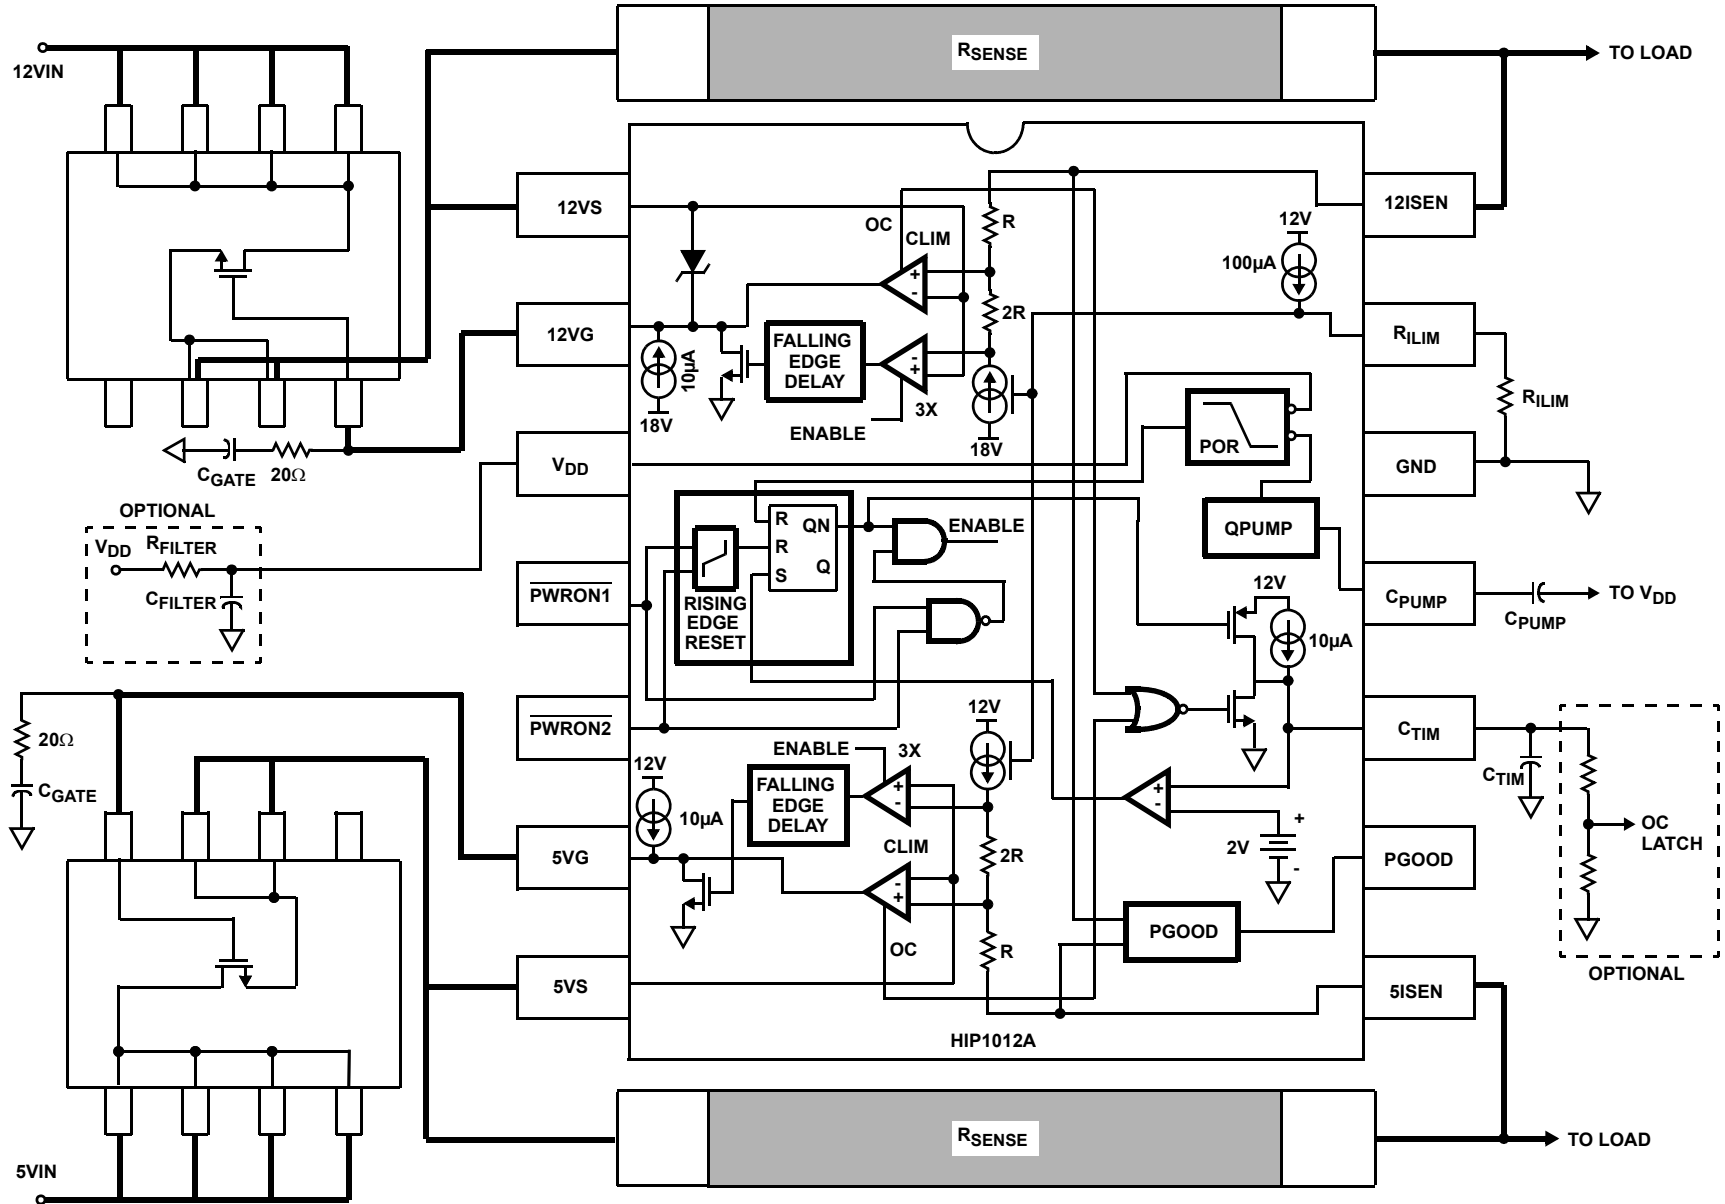 12VIN
RSENSE
TO LOAD
12VS
12ISEN
OC
CLIM
R
12V
100µA
2R
12VG
FALLING
EDGE
DELAY
10µA
18V
3X
ENABLE
18V
RILIM
RILIM
POR
CGATE
20Ω
VDD
GND
OPTIONAL
VDD
RFILTER
CFILTER
R
QN
R
S
Q
ENABLE
QPUMP
PWRON1
RISING
EDGE
RESET
12V
10µA
CPUMP
CPUMP
TO VDD
20Ω
CGATE
PWRON2
12V
CTIM
CTIM
ENABLE
3X
12V
10µA
FALLING
EDGE
DELAY
+
-
2V
OC
LATCH
5VG
CLIM
2R
PGOOD
PGOOD
OC
R
OPTIONAL
5VS
5ISEN
HIP1012A
RSENSE
TO LOAD
5VIN